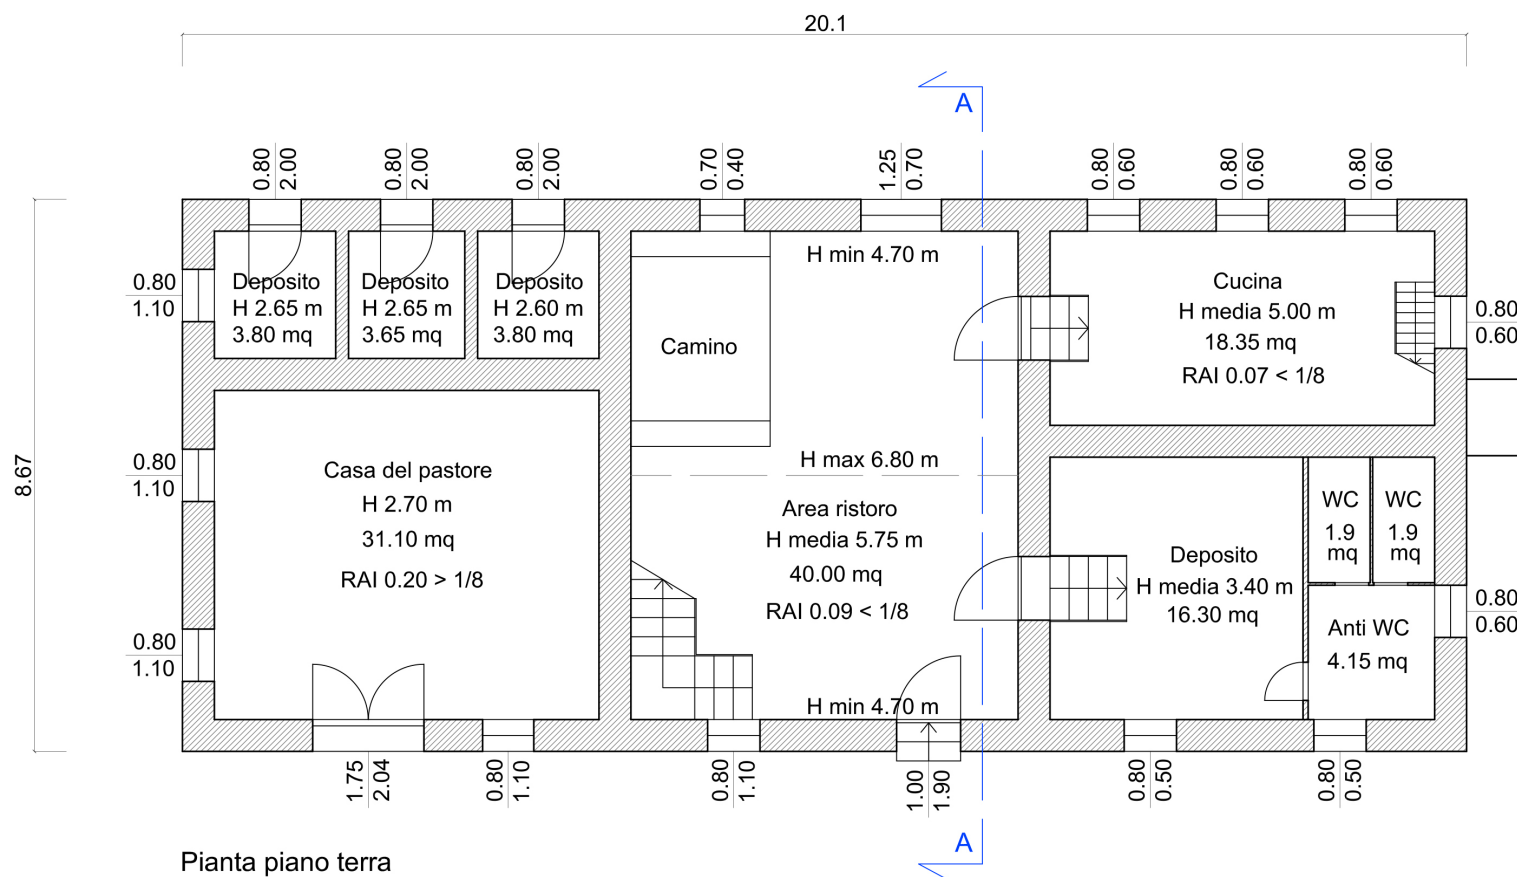 20.1
A
0.80
2.00
0.80
2.00
0.80
2.00
0.70
0.40
1.25
0.70
0.80
0.60
0.80
0.60
0.80
0.60
8.67
0.80
1.10
Deposito
H 2.65 m
3.80 mq
Deposito
H 2.65 m
3.65 mq
Deposito
H 2.60 m
3.80 mq
H min 4.70 m
Camino
Cucina
H media 5.00 m
18.35 mq
RAI 0.07 < 1/8
0.80
0.60
0.80
1.10
Casa del pastore
H 2.70 m
31.10 mq
RAI 0.20 > 1/8
H max 6.80 m
Area ristoro
H media 5.75 m
40.00 mq
RAI 0.09 < 1/8
Deposito
H media 3.40 m
16.30 mq
WC
1.9
mq
WC
1.9
mq
Anti WC
4.15 mq
0.80
0.60
0.80
1.10
H min 4.70 m
1.75
2.04
0.80
1.10
0.80
1.10
1.00
1.90
0.80
0.50
0.80
0.50
A
Pianta piano terra